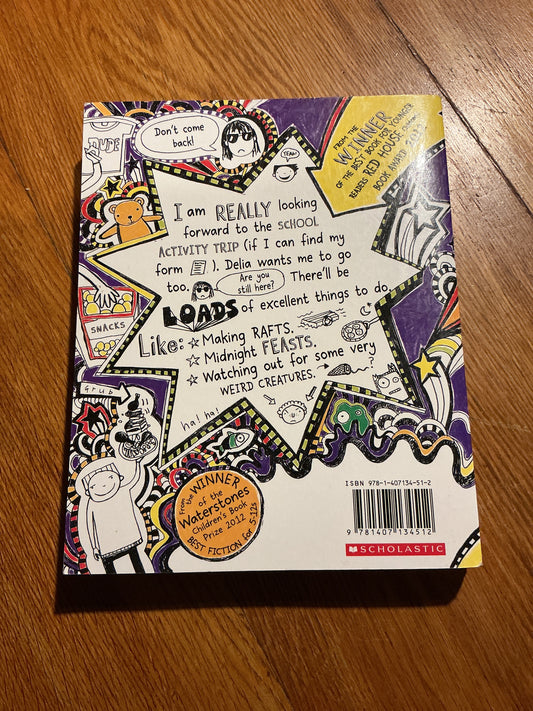 Don't come
back!
YEAH!
FROM THE
WINNER
OF THE BEST BOOK FOR YOUNGER
READERS RED HOUSE
BOOK AWARD
I am REALLY looking
forward to the SCHOOL
ACTIVITY TRIP (if I can find my
form ). Delia wants me to go
too. Are you
still here? There'll be
LOADS of excellent things to do.
Like: ☆ Making RAFTS.
☆ Midnight FEASTS.
☆ Watching out for some very
WEIRD CREATURES. ?
SNACKS
Grub
ha! ha!
From the WINNER
of the
Waterstones
Children's Book
Prize 2012
BEST FICTION for 5-12s
ISBN 978-1-407134-51-2
9 781407 134512
SCHOLASTIC